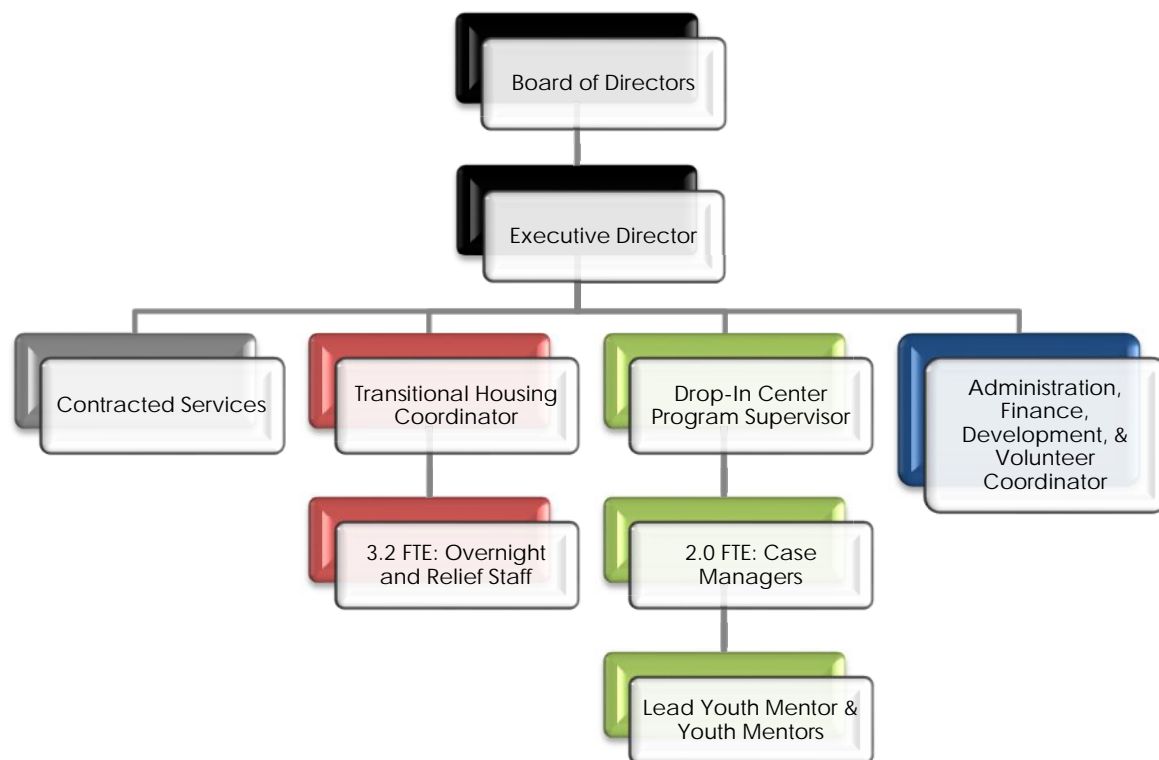 Board of Directors
Executive Director
Contracted Services
Transitional Housing
Coordinator
Drop-In Center
Program Supervisor
Administration,
Finance,
Development, &
Volunteer
Coordinator
3.2 FTE: Overnight
and Relief Staff
2.0 FTE: Case
Managers
Lead Youth Mentor &
Youth Mentors